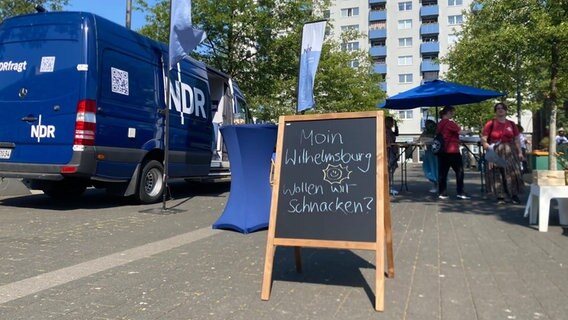 NDRfragt
NDR
NDR
Moin
Wilhelmsburg
Wollen wir
Schnacken?